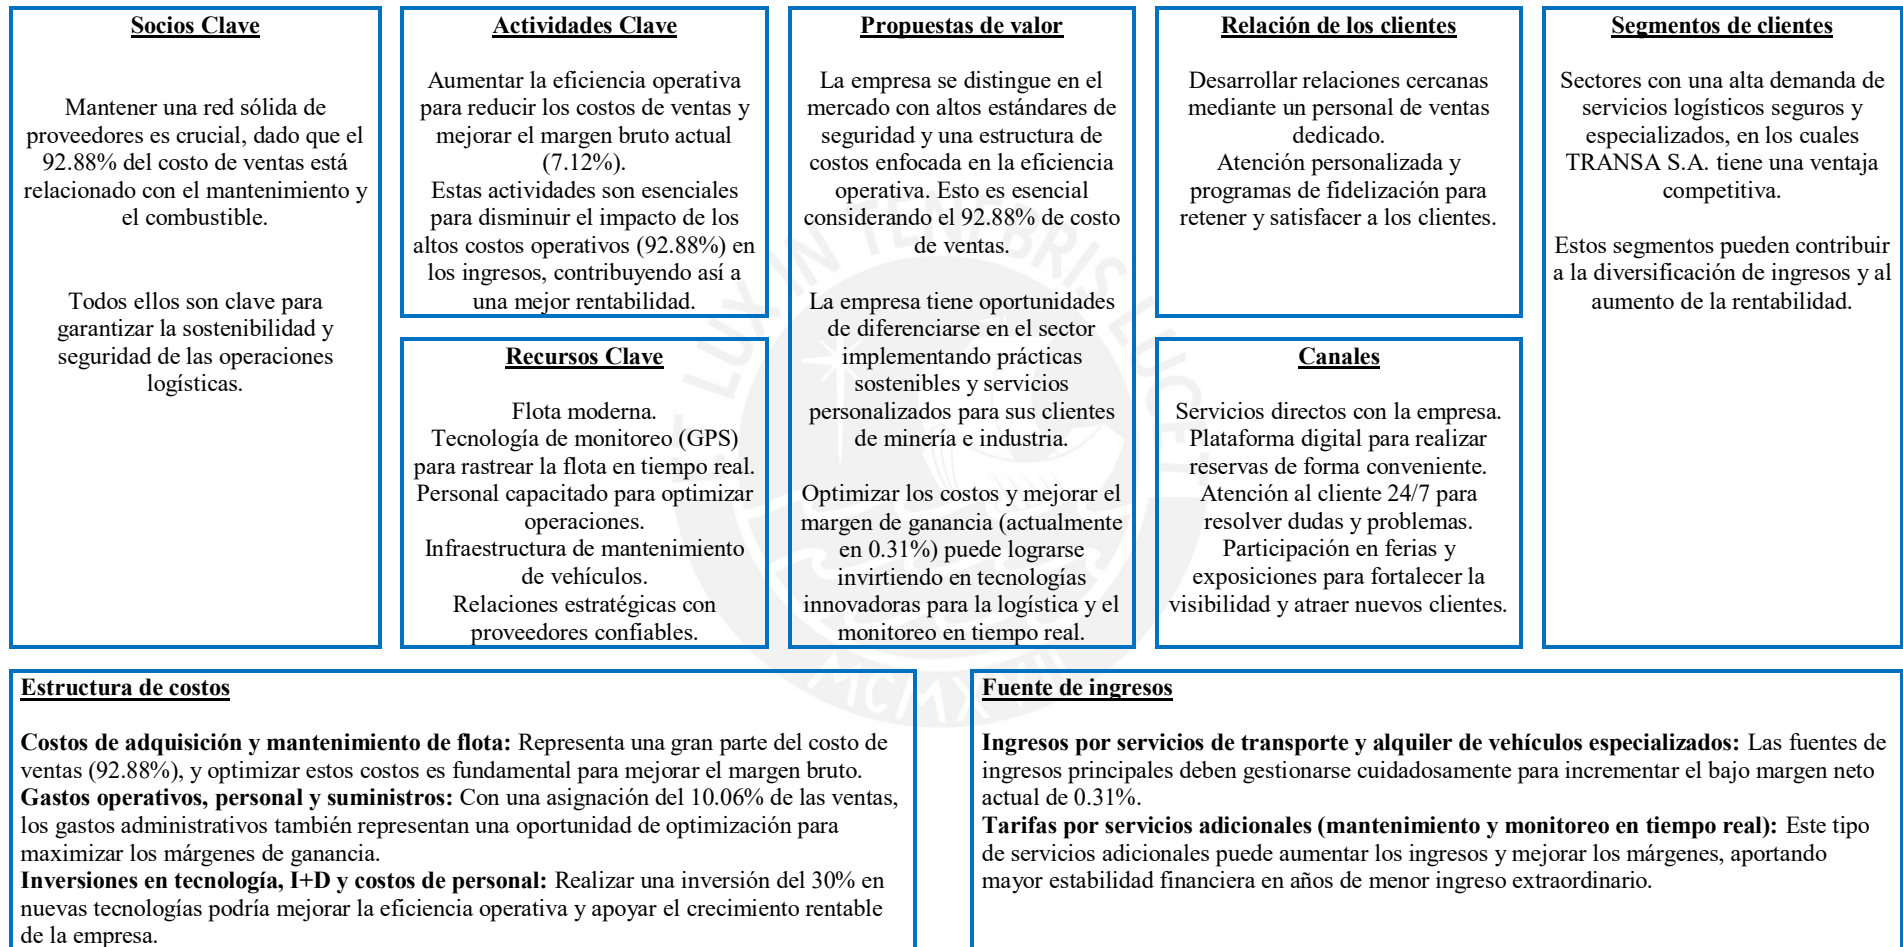 Socios Clave
Mantener una red sólida de
proveedores es crucial, dado que el
92.88% del costo de ventas está
relacionado con el mantenimiento y
el combustible.
Todos ellos son clave para
garantizar la sostenibilidad y
seguridad de las operaciones
logísticas.
Actividades Clave
Aumentar la eficiencia operativa
para reducir los costos de ventas y
mejorar el margen bruto actual
(7.12%).
Estas actividades son esenciales
para disminuir el impacto de los
altos costos operativos (92.88%) en
los ingresos, contribuyendo así a
una mejor rentabilidad.
Recursos Clave
Flota moderna.
Tecnología de monitoreo (GPS)
para rastrear la flota en tiempo real.
Personal capacitado para optimizar
operaciones.
Infraestructura de mantenimiento
de vehículos.
Relaciones estratégicas con
proveedores confiables.
Propuestas de valor
La empresa se distingue en el
mercado con altos estándares de
seguridad y una estructura de
costos enfocada en la eficiencia
operativa. Esto es esencial
considerando el 92.88% de costo
de ventas.
La empresa tiene oportunidades
de diferenciarse en el sector
implementando prácticas
sostenibles y servicios
personalizados para sus clientes
de minería e industria.
Optimizar los costos y mejorar el
margen de ganancia (actualmente
en 0.31%) puede lograrse
invirtiendo en tecnologías
innovadoras para la logística y el
monitoreo en tiempo real.
Relación de los clientes
Desarrollar relaciones cercanas
mediante un personal de ventas
dedicado.
Atención personalizada y
programas de fidelización para
retener y satisfacer a los clientes.
Canales
Servicios directos con la empresa.
Plataforma digital para realizar
reservas de forma conveniente.
Atención al cliente 24/7 para
resolver dudas y problemas.
Participación en ferias y
exposiciones para fortalecer la
visibilidad y atraer nuevos clientes.
Segmentos de clientes
Sectores con una alta demanda de
servicios logísticos seguros y
especializados, en los cuales
TRANSA S.A. tiene una ventaja
competitiva.
Estos segmentos pueden contribuir
a la diversificación de ingresos y al
aumento de la rentabilidad.
Estructura de costos
Costos de adquisición y mantenimiento de flota: Representa una gran parte del costo de
ventas (92.88%), y optimizar estos costos es fundamental para mejorar el margen bruto.
Gastos operativos, personal y suministros: Con una asignación del 10.06% de las ventas,
los gastos administrativos también representan una oportunidad de optimización para
maximizar los márgenes de ganancia.
Inversiones en tecnología, I+D y costos de personal: Realizar una inversión del 30% en
nuevas tecnologías podría mejorar la eficiencia operativa y apoyar el crecimiento rentable
de la empresa.
Fuente de ingresos
Ingresos por servicios de transporte y alquiler de vehículos especializados: Las fuentes de
ingresos principales deben gestionarse cuidadosamente para incrementar el bajo margen neto
actual de 0.31%.
Tarifas por servicios adicionales (mantenimiento y monitoreo en tiempo real): Este tipo
de servicios adicionales puede aumentar los ingresos y mejorar los márgenes, aportando
mayor estabilidad financiera en años de menor ingreso extraordinario.